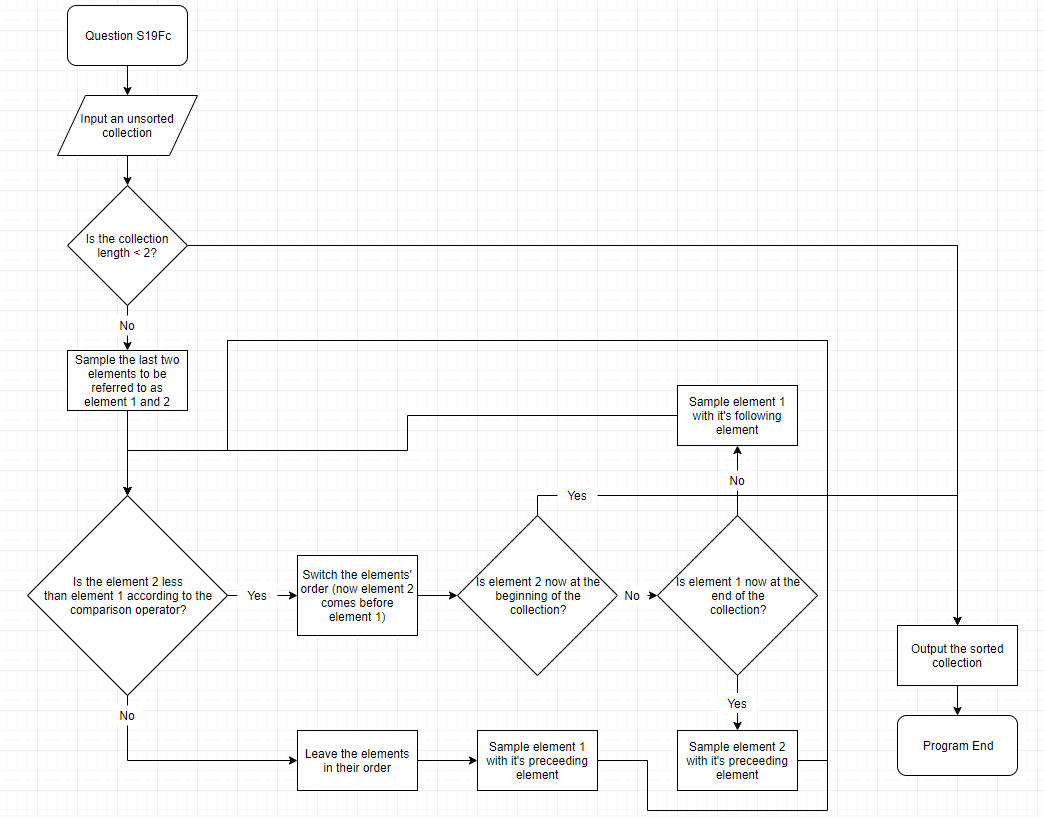 Question S19Fc
Input an unsorted
collection
Is the collection
length < 2?
No
Sample the last two
elements to be
referred to as
element 1 and 2
Sample element 1
with it's following
element
No
Yes
Is the element 2 less
than element 1 according to the
comparison operator?
Yes
Switch the elements'
order (now element 2
comes before
element 1)
Is element 2 now at the
beginning of the
collection?
No
Is element 1 now at the
end of the
collection?
Output the sorted
collection
Yes
No
Leave the elements
in their order
Sample element 1
with it's preceeding
element
Sample element 2
with it's preceeding
element
Program End